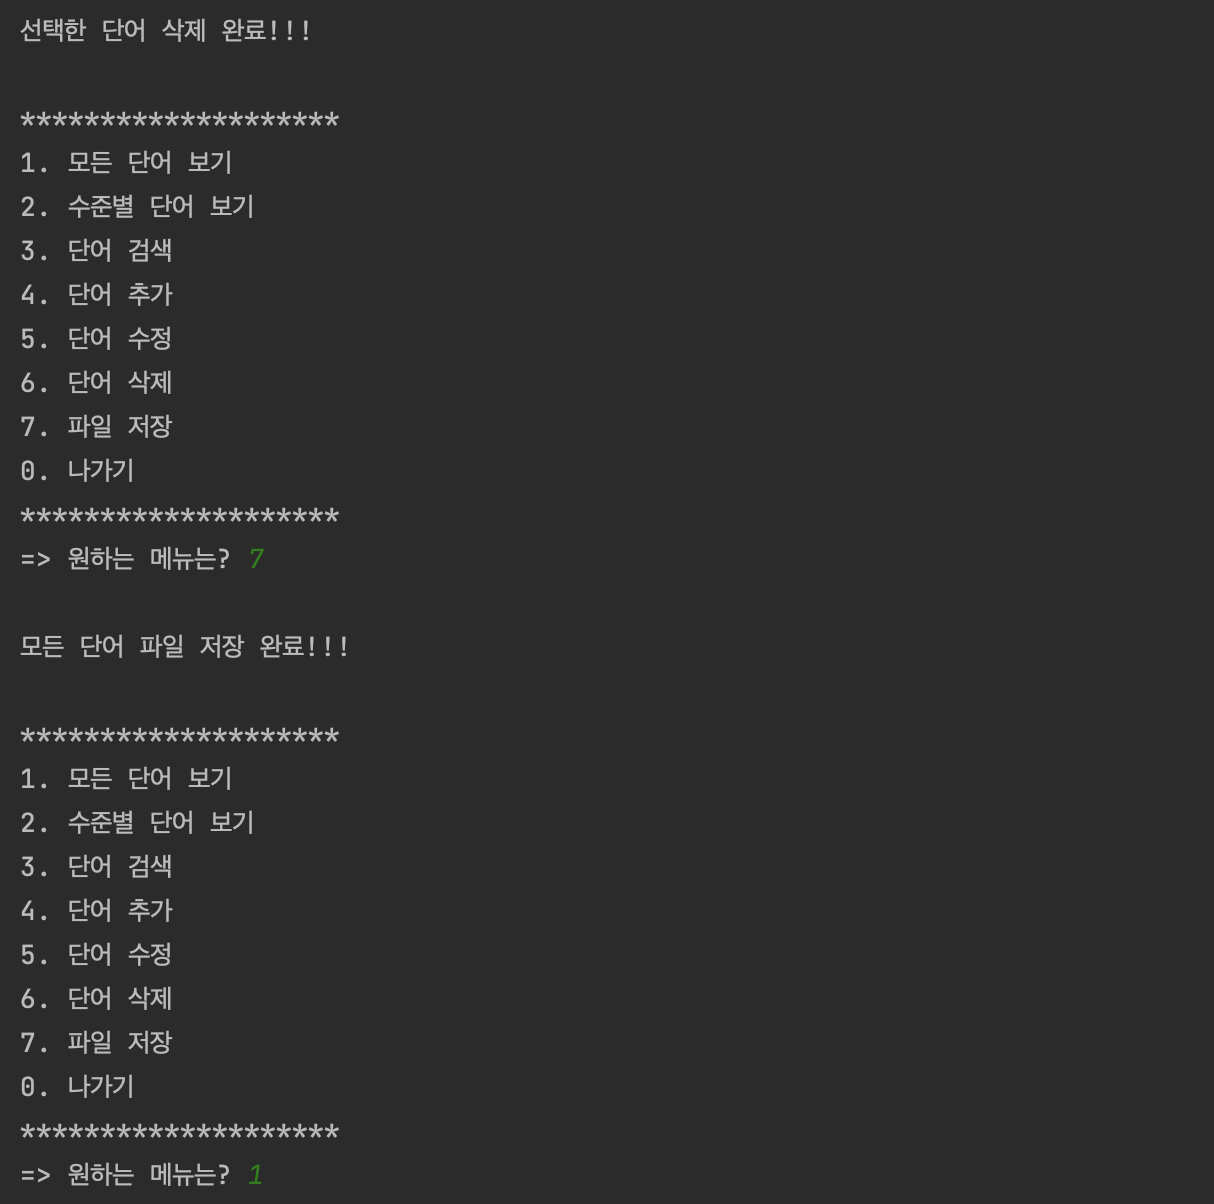 선택한 단어 삭제 완료!!!
********************
1. 모든 단어 보기
2. 수준별 단어 보기
3. 단어 검색
4. 단어 추가
5. 단어 수정
6. 단어 삭제
7. 파일 저장
0. 나가기
********************
=> 원하는 메뉴는? 7
모든 단어 파일 저장 완료!!!
********************
1. 모든 단어 보기
2. 수준별 단어 보기
3. 단어 검색
4. 단어 추가
5. 단어 수정
6. 단어 삭제
7. 파일 저장
0. 나가기
********************
=> 원하는 메뉴는? 1